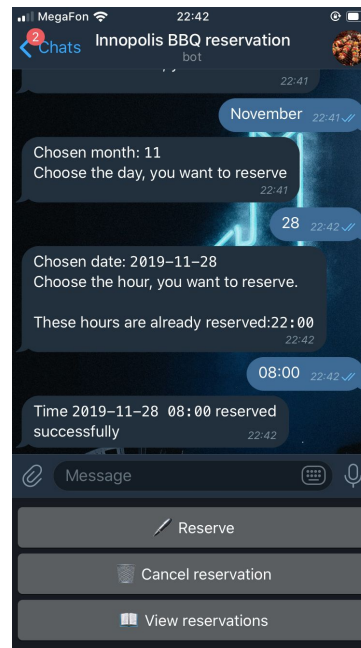 MegaFon
22:42
2
Chats
Innopolis BBQ reservation
bot
22:41
November 22:41
Chosen month: 11
Choose the day, you want to reserve
22:41
28 22:42
Chosen date: 2019-11-28
Choose the hour, you want to reserve.
These hours are already reserved:22:00
22:42
08:00 22:42
Time 2019-11-28 08:00 reserved
successfully 22:42
Message
Reserve
Cancel reservation
View reservations